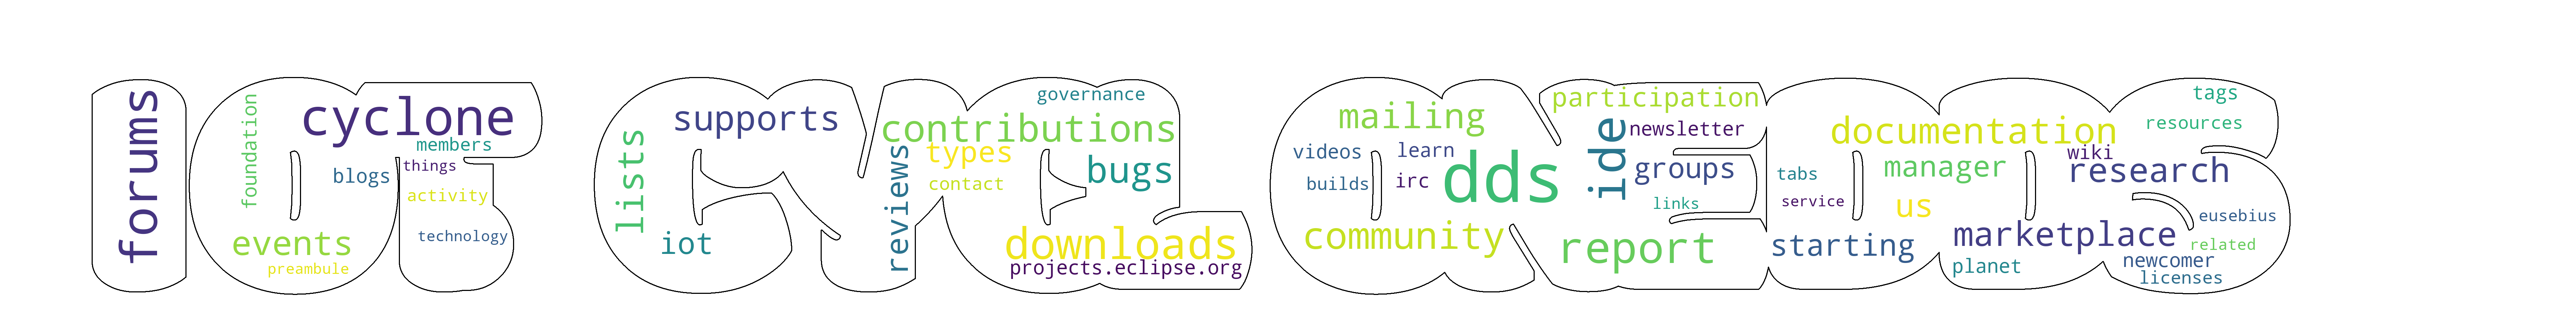 forums
foundation
cyclone
members
things
blogs
activity
events
technology
preambule
lists
supports
iot
reviews
governance
contributions
types
contact
bugs
downloads
projects.eclipse.org
mailing
videos
learn
builds
irc
dds
community
participation
ide
newsletter
groups
links
report
documentation
manager
tabs
service
us
starting
tags
resources
wiki
research
eusebius
marketplace
related
planet
newcomer
licenses